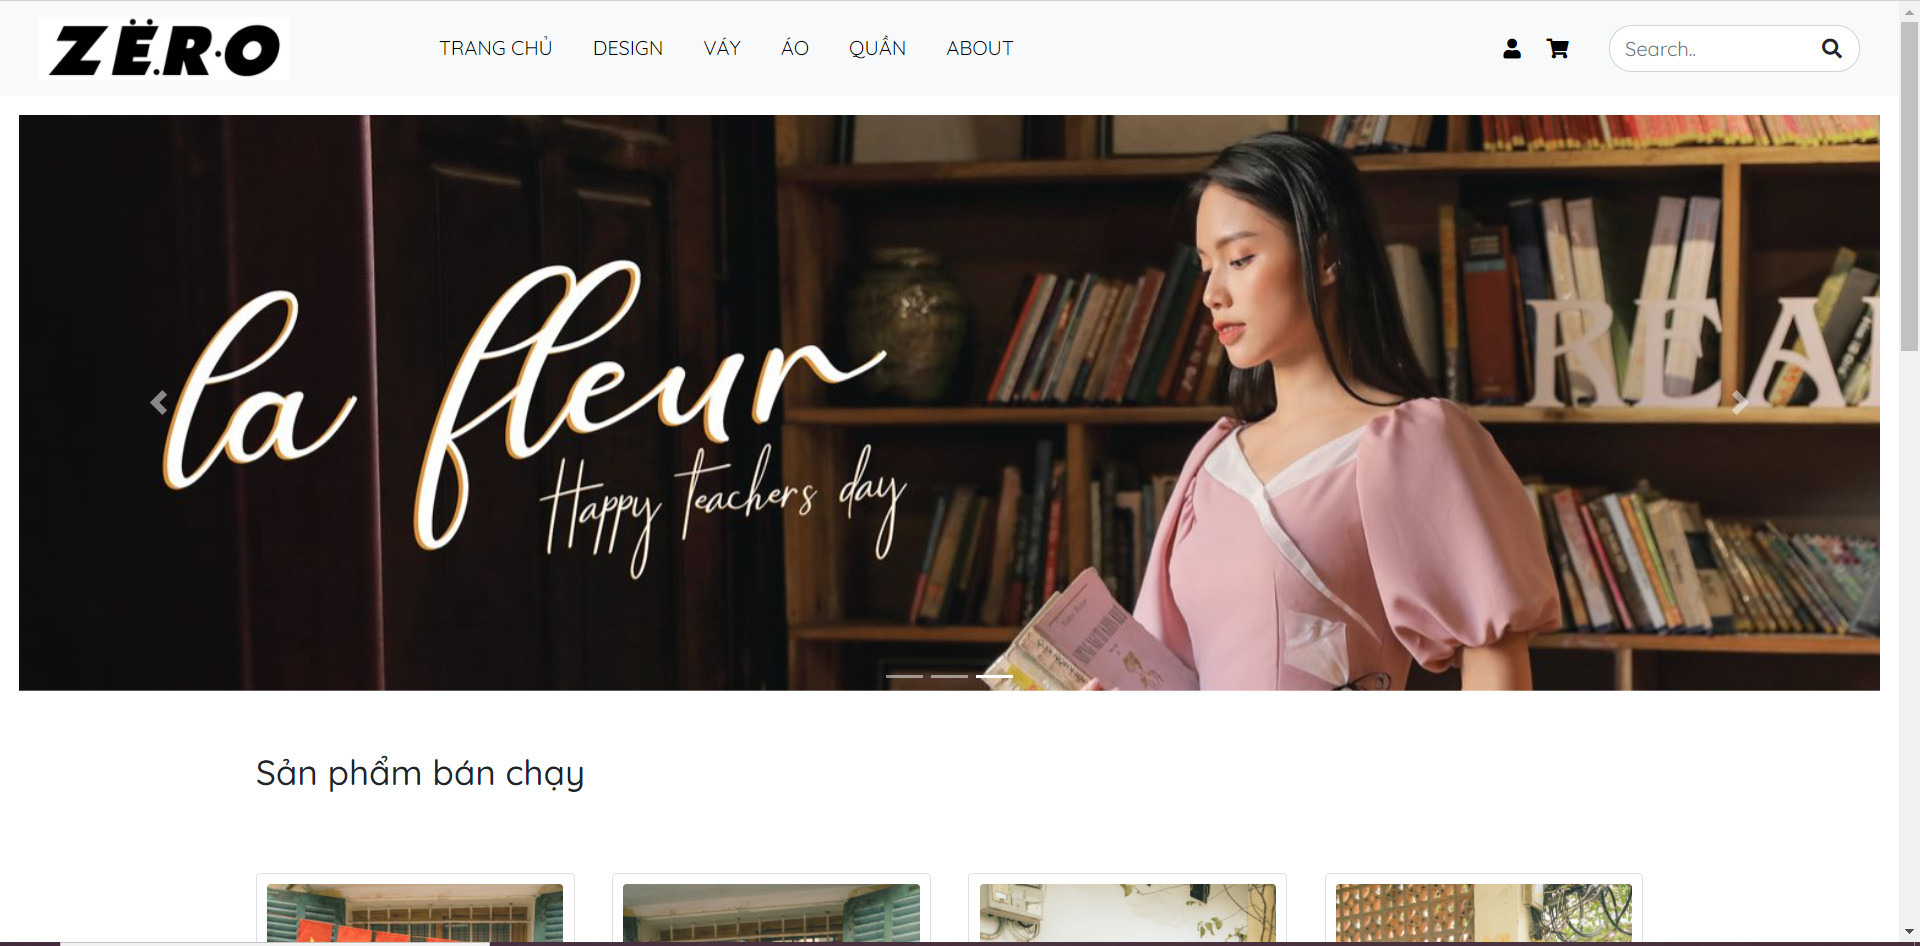 ZËR·O
TRANG CHỦ DESIGN VÁY ÁO QUẦN ABOUT
Search..
la fleur
Happy teachers day
REA
Sản phẩm bán chạy